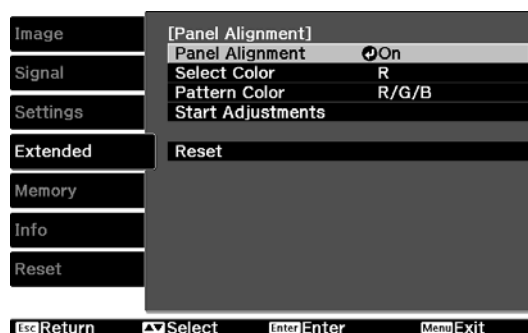 Image
Signal
Settings
Extended
Memory
Info
Reset
[Panel Alignment]
Panel Alignment On
Select Color R
Pattern Color R/G/B
Start Adjustments
Reset
Esc Return Select Enter Enter Menu Exit